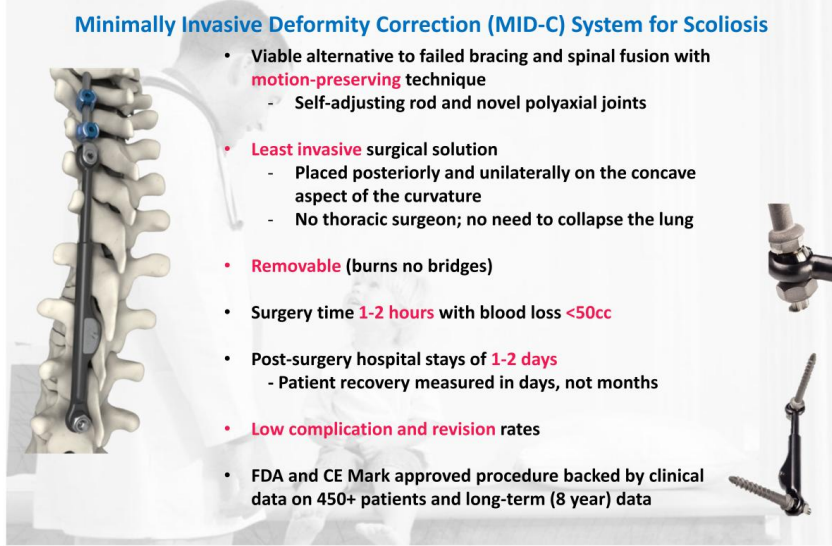 Minimally Invasive Deformity Correction (MID-C) System for Scoliosis
• Viable alternative to failed bracing and spinal fusion with
motion-preserving technique
- Self-adjusting rod and novel polyaxial joints
• Least invasive surgical solution
- Placed posteriorly and unilaterally on the concave
aspect of the curvature
- No thoracic surgeon; no need to collapse the lung
• Removable (burns no bridges)
• Surgery time 1-2 hours with blood loss <50cc
• Post-surgery hospital stays of 1-2 days
- Patient recovery measured in days, not months
• Low complication and revision rates
• FDA and CE Mark approved procedure backed by clinical
data on 450+ patients and long-term (8 year) data